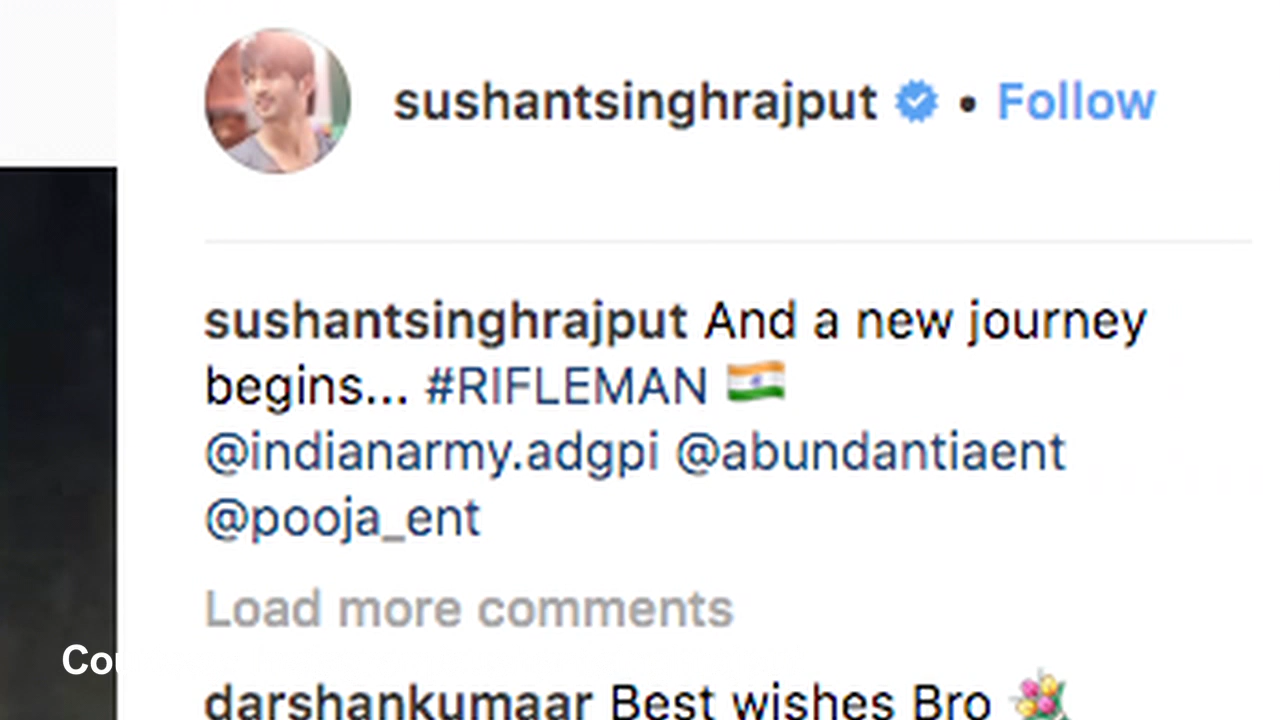 sushantsinghrajput • Follow
sushantsinghrajput And a new journey
begins... #RIFLEMAN 🇮🇳
@indianarmy.adgpi @abundantiaent
@pooja_ent
Load more comments
darshankumaar Best wishes Bro 💐